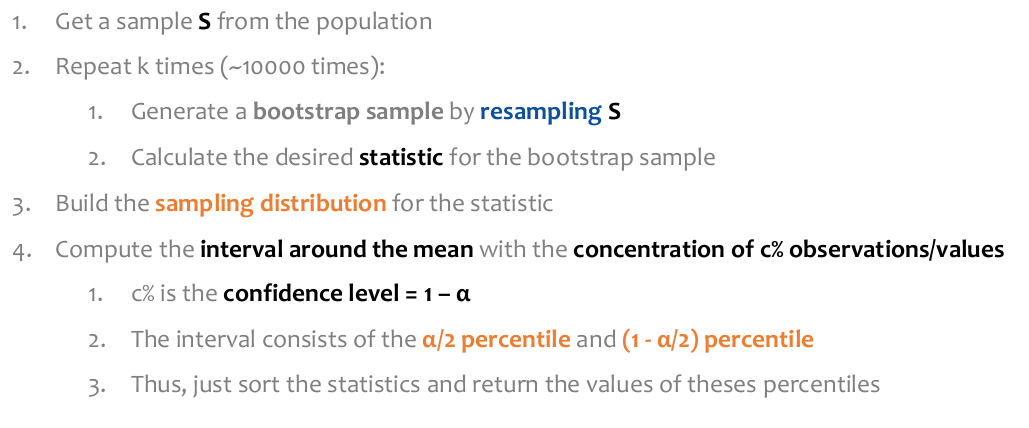 1. Get a sample S from the population
2. Repeat k times (~10000 times):
1. Generate a bootstrap sample by resampling S
2. Calculate the desired statistic for the bootstrap sample
3. Build the sampling distribution for the statistic
4. Compute the interval around the mean with the concentration of c% observations/values
1. c% is the confidence level = 1 – α
2. The interval consists of the α/2 percentile and (1 - α/2) percentile
3. Thus, just sort the statistics and return the values of theses percentiles